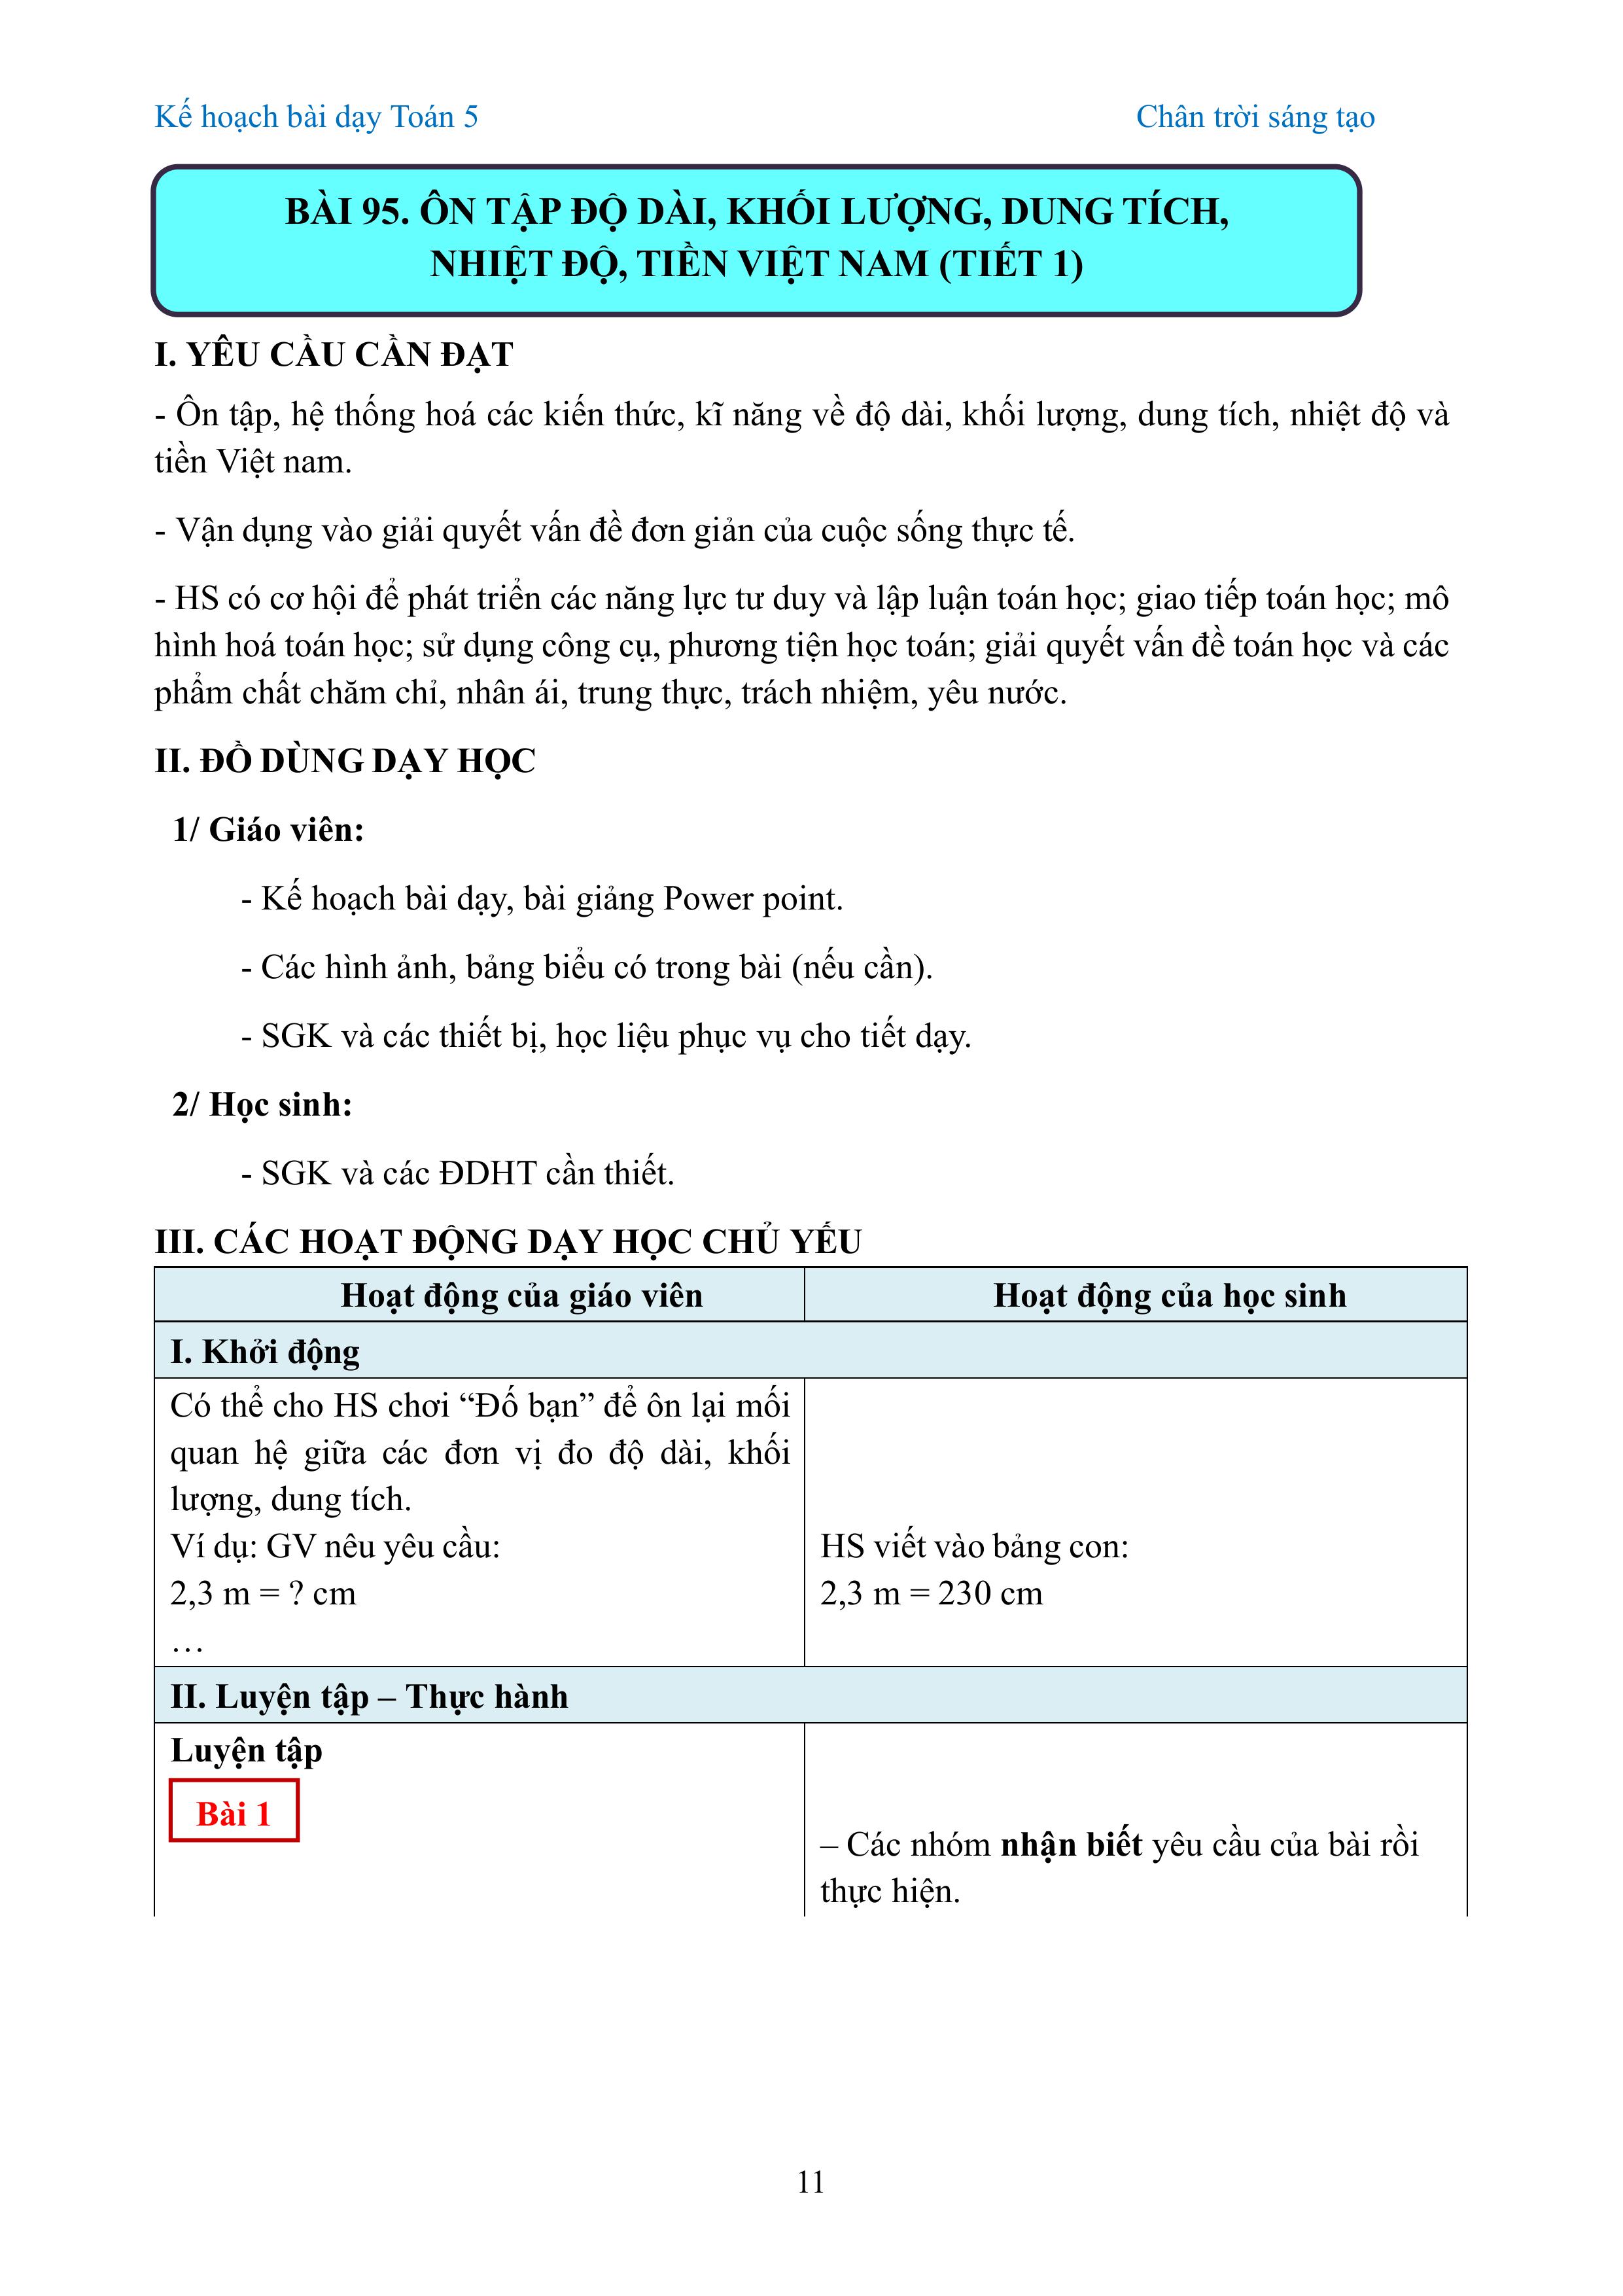 Kế hoạch bài dạy Toán 5 Chân trời sáng tạo
BÀI 95. ÔN TẬP ĐỘ DÀI, KHỐI LƯỢNG, DUNG TÍCH,
NHIỆT ĐỘ, TIỀN VIỆT NAM (TIẾT 1)
I. YÊU CẦU CẦN ĐẠT
- Ôn tập, hệ thống hoá các kiến thức, kĩ năng về độ dài, khối lượng, dung tích, nhiệt độ và
tiền Việt nam.
- Vận dụng vào giải quyết vấn đề đơn giản của cuộc sống thực tế.
- HS có cơ hội để phát triển các năng lực tư duy và lập luận toán học; giao tiếp toán học; mô
hình hoá toán học; sử dụng công cụ, phương tiện học toán; giải quyết vấn đề toán học và các
phẩm chất chăm chỉ, nhân ái, trung thực, trách nhiệm, yêu nước.
II. ĐỒ DÙNG DẠY HỌC
1/ Giáo viên:
- Kế hoạch bài dạy, bài giảng Power point.
- Các hình ảnh, bảng biểu có trong bài (nếu cần).
- SGK và các thiết bị, học liệu phục vụ cho tiết dạy.
2/ Học sinh:
- SGK và các ĐDHT cần thiết.
III. CÁC HOẠT ĐỘNG DẠY HỌC CHỦ YẾU
Hoạt động của giáo viên Hoạt động của học sinh
I. Khởi động
Có thể cho HS chơi “Đố bạn” để ôn lại mối
quan hệ giữa các đơn vị đo độ dài, khối
lượng, dung tích.
Ví dụ: GV nêu yêu cầu:
2,3 m = ? cm
…
HS viết vào bảng con:
2,3 m = 230 cm
II. Luyện tập – Thực hành
Luyện tập
Bài 1
– Các nhóm nhận biết yêu cầu của bài rồi
thực hiện.
11